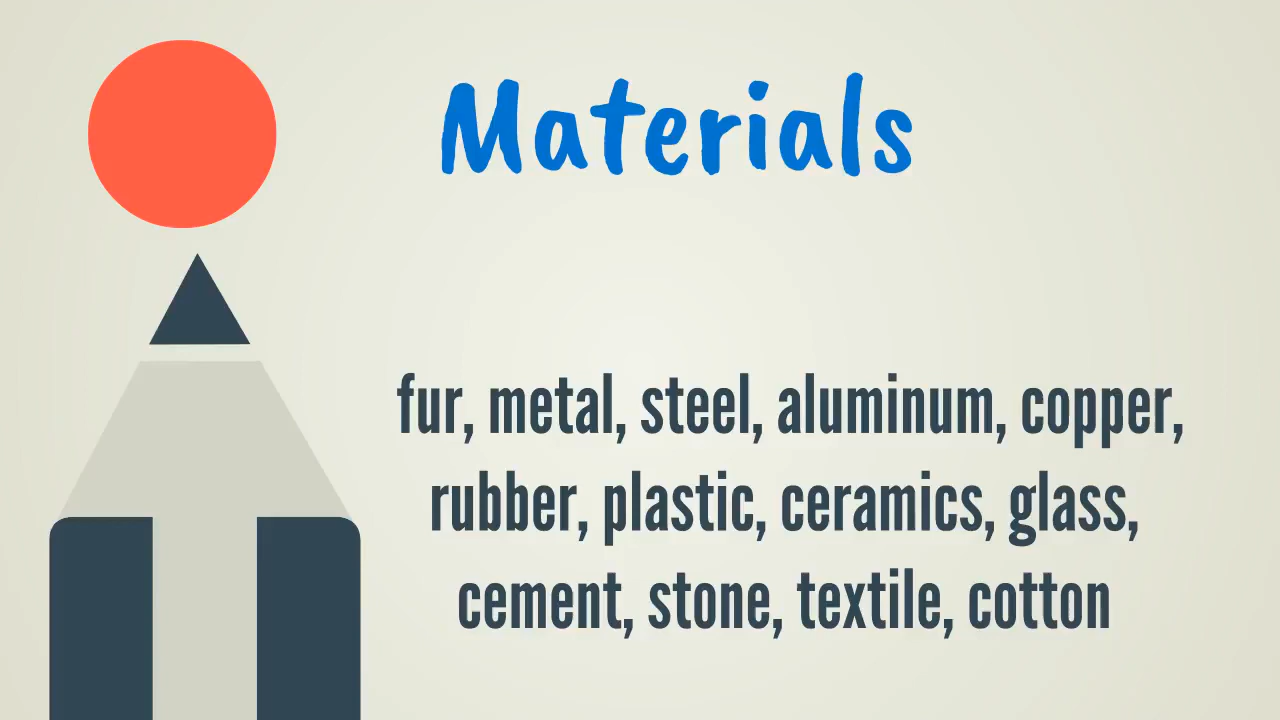 Materials
fur, metal, steel, aluminum, copper,
rubber, plastic, ceramics, glass,
cement, stone, textile, cotton